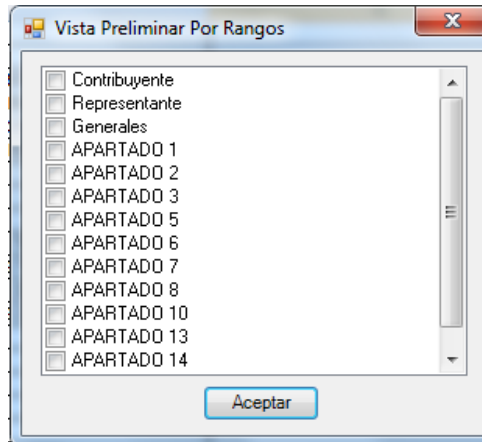 Vista Preliminar Por Rangos
Contribuyente
Representante
Generales
APARTADO 1
APARTADO 2
APARTADO 3
APARTADO 5
APARTADO 6
APARTADO 7
APARTADO 8
APARTADO 10
APARTADO 13
APARTADO 14
Aceptar